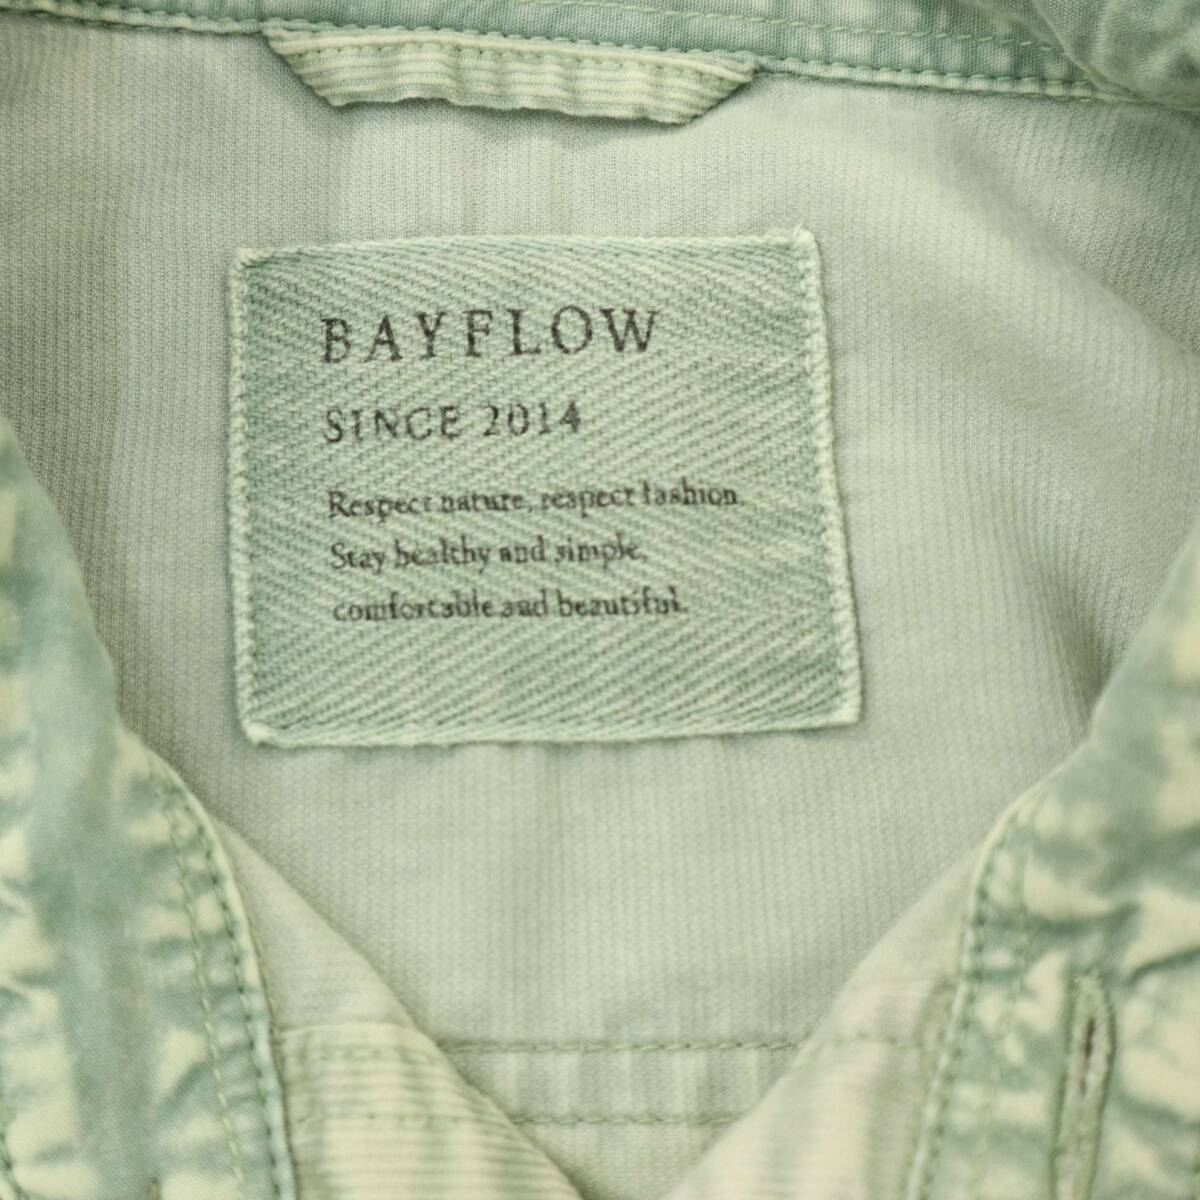 BAYFLOW
SINCE 2014
Respect nature, respect fashion.
Stay healthy and simple,
comfortable and beautiful.